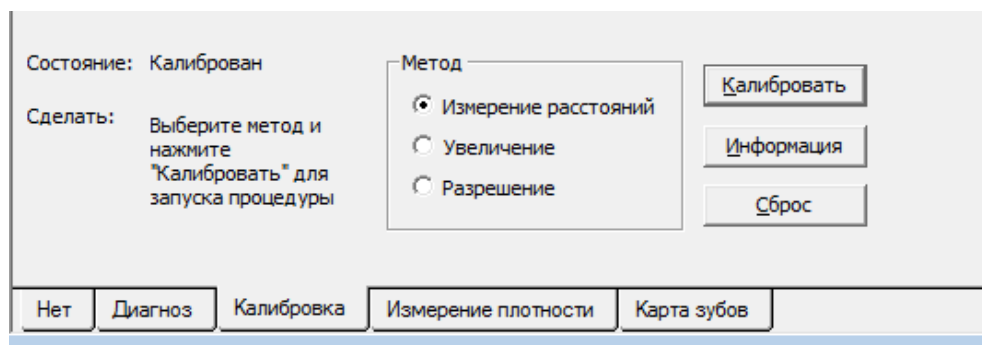 Состояние: Калиброван
Сделать:
Выберите метод и
нажмите
"Калибровать" для
запуска процедуры
Метод
Измерение расстояний
Увеличение
Разрешение
Калибровать
Информация
Сброс
Нет Диагноз Калибровка Измерение плотности Карта зубов